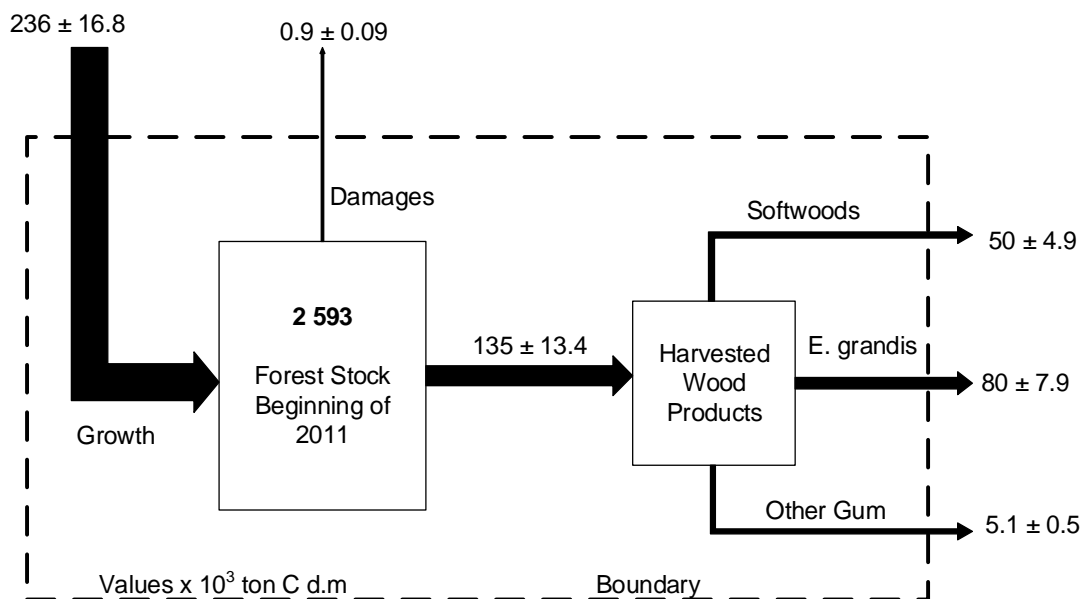 236 ± 16.8
0.9 ± 0.09
Damages
Softwoods
50 ± 4.9
2 593
Forest Stock
Beginning of
2011
135 ± 13.4
Harvested
Wood
Products
E. grandis
80 ± 7.9
Growth
Other Gum
5.1 ± 0.5
Values x 10³ ton C d.m
Boundary